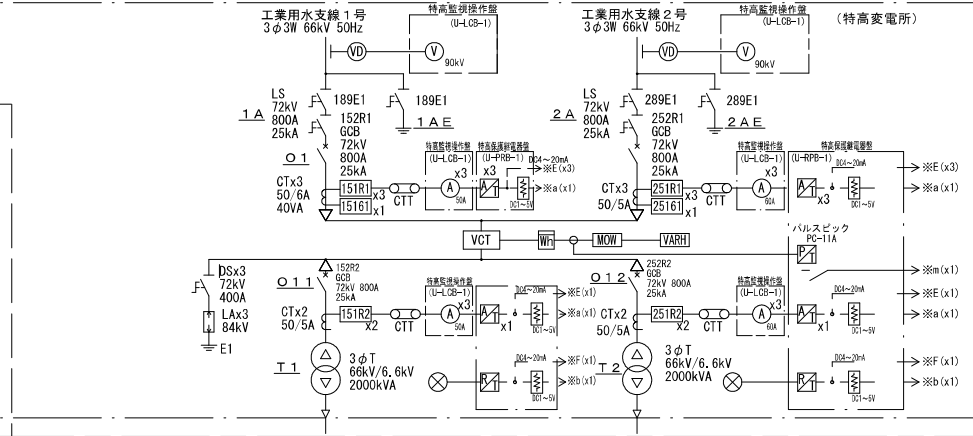 工業用水支線1号
3φ3W 66kV 50Hz
特高監視操作盤
(U-LCB-1)
VD
V
90kV
工業用水支線2号
3φ3W 66kV 50Hz
特高監視操作盤
(U-LCB-1)
VD
V
90kV
(特高変電所)
LS
72kV
800A
25kA
1A
189E1
189E1
1AE
152R1
GCB
72kV
800A
25kA
O1
LS
72kV
800A
25kA
2A
289E1
289E1
2AE
252R1
GCB
72kV
800A
25kA
CTx3
50/6A
40VA
151R1
x3
15161
x1
CTT
特高監視操作盤
(U-LCB-1)
x3
A
50A
特高保護継電器盤
(U-PRB-1)
x3
A/T
DC4~20mA
DC1~5V
※E(x3)
※a(x1)
CTx3
50/5A
251R1
x3
25161
x1
CTT
特高監視操作盤
(U-LCB-1)
x3
A
60A
特高保護継電器盤
(U-RPB-1)
A/T
x3
DC4~20mA
DC1~5V
※E(x3)
※a(x1)
VCT
Wh
MOW
VARH
パルスピック
PC-11A
P/T
※m(x1)
DSx3
72kV
400A
LAx3
84kV
E1
152R2
GCB
72kV 800A
25kA
O11
CTx2
50/5A
151R2
x2
CTT
特高監視操作盤
(U-LCB-1)
x3
A
50A
A/T
x1
DC4~20mA
DC1~5V
※E(x1)
※a(x1)
252R2
GCB
72kV 800A
25kA
O12
CTx2
50/5A
251R2
x2
CTT
特高監視操作盤
(U-LCB-1)
x3
A
60A
A/T
x1
DC4~20mA
DC1~5V
※E(x1)
※a(x1)
T1
3φT
66kV/6.6kV
2000kVA
R/T
DC4~20mA
DC1~5V
※F(x1)
※b(x1)
T2
3φT
66kV/6.6kV
2000kVA
R/T
DC4~20mA
DC1~5V
※F(x1)
※b(x1)